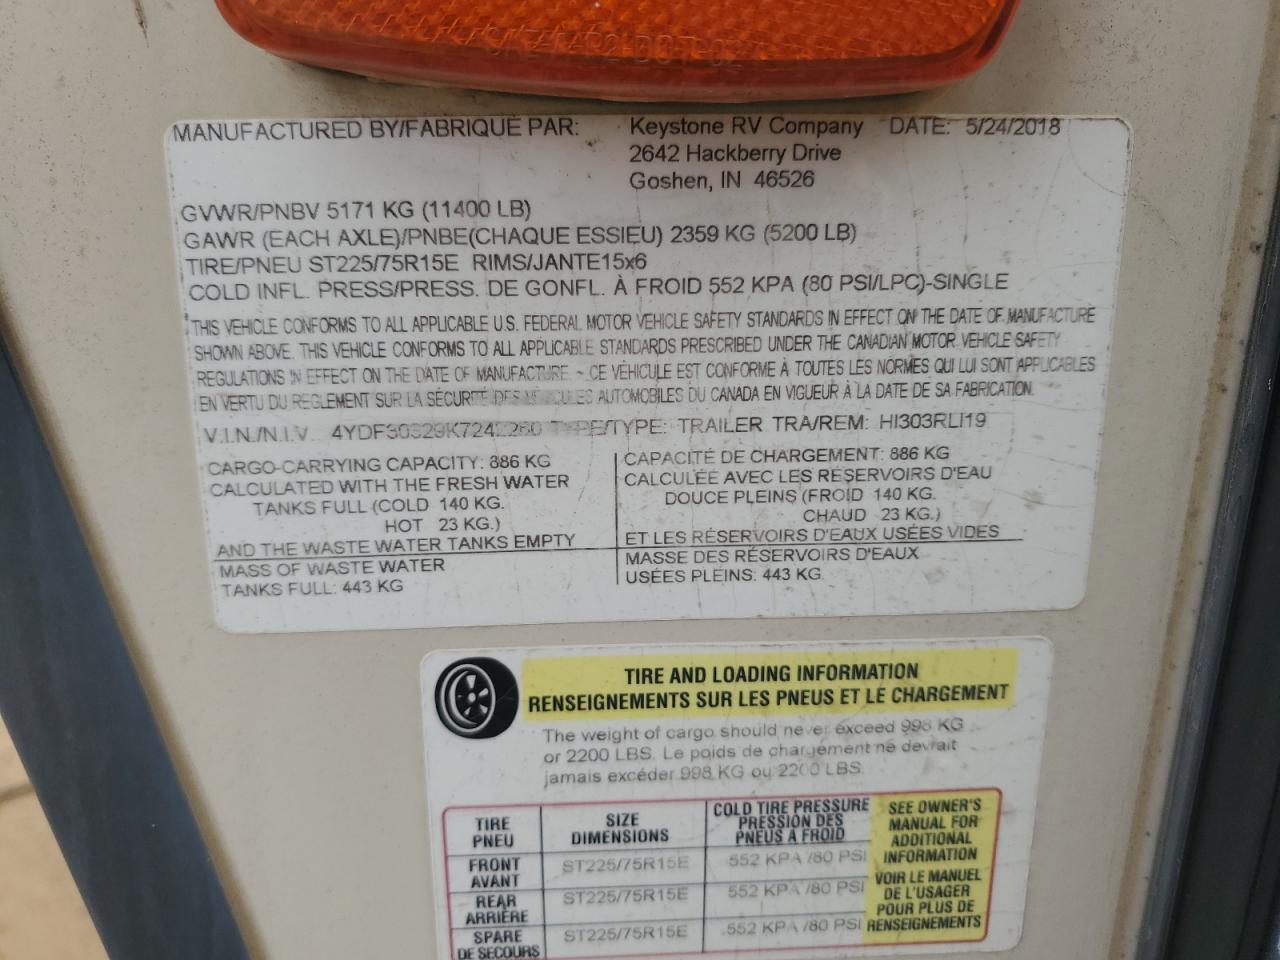 SAE-A-P2-DOT-02
MANUFACTURED BY/FABRIQUE PAR: Keystone RV Company DATE: 5/24/2018
2642 Hackberry Drive
Goshen, IN 46526
GVWR/PNBV 5171 KG (11400 LB)
GAWR (EACH AXLE)/PNBE(CHAQUE ESSIEU) 2359 KG (5200 LB)
TIRE/PNEU ST225/75R15E RIMS/JANTE15x6
COLD INFL. PRESS/PRESS. DE GONFL. À FROID 552 KPA (80 PSI/LPC)-SINGLE
THIS VEHICLE CONFORMS TO ALL APPLICABLE U.S. FEDERAL MOTOR VEHICLE SAFETY STANDARDS IN EFFECT ON THE DATE OF MANUFACTURE
SHOWN ABOVE. THIS VEHICLE CONFORMS TO ALL APPLICABLE STANDARDS PRESCRIBED UNDER THE CANADIAN MOTOR VEHICLE SAFETY
REGULATIONS IN EFFECT ON THE DATE OF MANUFACTURE - CE VÉHICULE EST CONFORME À TOUTES LES NORMES QUI LUI SONT APPLICABLES
EN VERTU DU REGLEMENT SUR LA SÉCURITÉ DES VÉHICULES AUTOMOBILES DU CANADA EN VIGUEUR À LA DATE DE SA FABRICATION.
V.I.N./N.I.V. TYPE/TYPE: TRAILER TRA/REM: HI303RLI19
CARGO-CARRYING CAPACITY: 886 KG
CALCULATED WITH THE FRESH WATER
TANKS FULL (COLD 140 KG.
HOT 23 KG.)
AND THE WASTE WATER TANKS EMPTY
MASS OF WASTE WATER
TANKS FULL: 443 KG
CAPACITÉ DE CHARGEMENT: 886 KG
CALCULÉE AVEC LES RÉSERVOIRS D'EAU
DOUCE PLEINS (FROID 140 KG.
CHAUD 23 KG.)
ET LES RÉSERVOIRS D'EAUX USÉES VIDES
MASSE DES RÉSERVOIRS D'EAUX
USÉES PLEINS: 443 KG
TIRE AND LOADING INFORMATION
RENSEIGNEMENTS SUR LES PNEUS ET LE CHARGEMENT
The weight of cargo should never exceed 998 KG
or 2200 LBS. Le poids de chargement ne devrait
jamais excéder 998 KG ou 2200 LBS.
TIRE
PNEU
SIZE
DIMENSIONS
COLD TIRE PRESSURE
PRESSION DES
PNEUS À FROID
FRONT
AVANT
ST225/75R15E
552 KPA /80 PSI
REAR
ARRIÈRE
ST225/75R15E
552 KPA /80 PSI
SPARE
DE SECOURS
ST225/75R15E
552 KPA /80 PSI
SEE OWNER'S
MANUAL FOR
ADDITIONAL
INFORMATION
VOIR LE MANUEL
DE L'USAGER
POUR PLUS DE
RENSEIGNEMENTS